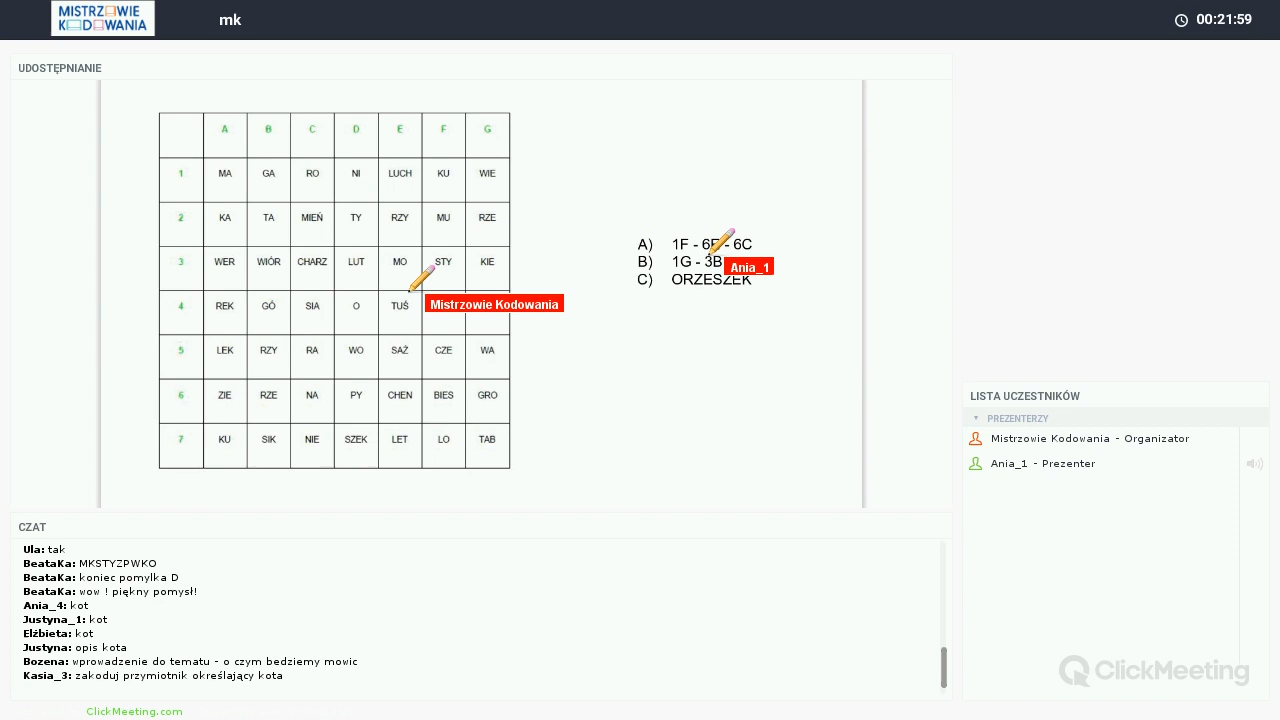 MISTRZOWIE
KODOWANIA
mk
00:21:59
UDOSTĘPNIANIE
A B C D E F G
1 MA GA RO NI LUCH KU WIE
2 KA TA MIEŃ TY RZY MU RZE
3 WER WIÓR CHARZ LUT MO STY KIE
4 REK GÓ SIA O TUŚ
5 LEK RZY RA WO SAŻ CZE WA
6 ZIE RZE NA PY CHEN BIES GRO
7 KU SIK NIE SZEK LET LO TAB
A) 1F - 6E - 6C
B) 1G - 3B
C) ORZESZEK
Ania_1
Mistrzowie Kodowania
CZAT
Ula: tak
BeataKa: MKSTYZPWKO
BeataKa: koniec pomylka D
BeataKa: wow ! piękny pomysł!
Ania_4: kot
Justyna_1: kot
Elżbieta: kot
Justyna: opis kota
Bozena: wprowadzenie do tematu - o czym bedziemy mowic
Kasia_3: zakoduj przymiotnik określający kota
LISTA UCZESTNIKÓW
PREZENTERZY
Mistrzowie Kodowania - Organizator
Ania_1 - Prezenter
ClickMeeting
ClickMeeting.com